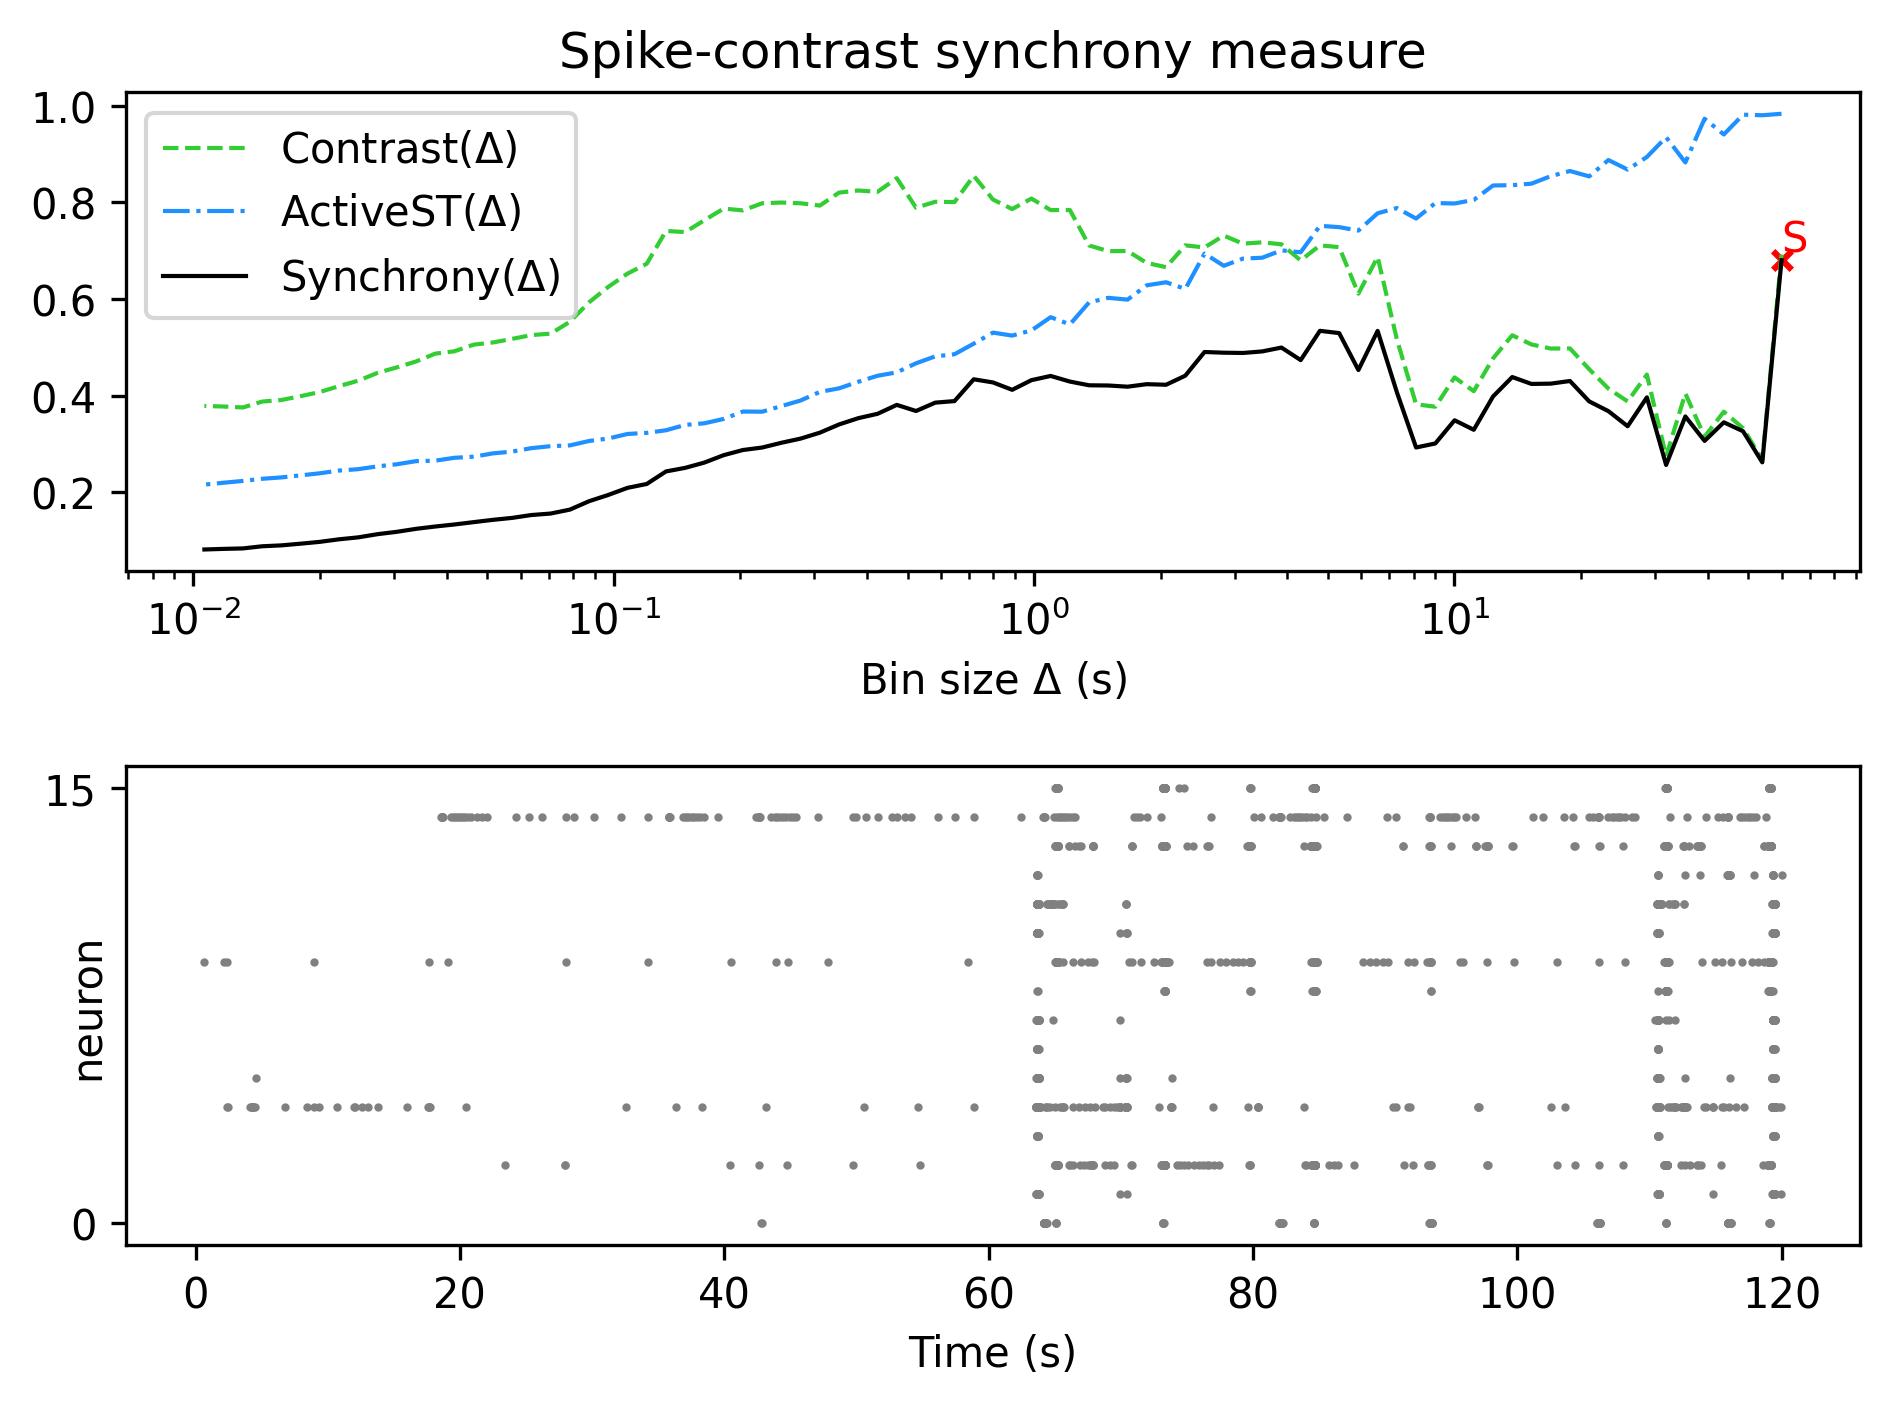 Spike-contrast synchrony measure
1.0
0.8
0.6
0.4
0.2
Contrast(Δ)
ActiveST(Δ)
Synchrony(Δ)
S
10⁻² 10⁻¹ 10⁰ 10¹
Bin size Δ (s)
15
0
neuron
0 20 40 60 80 100 120
Time (s)